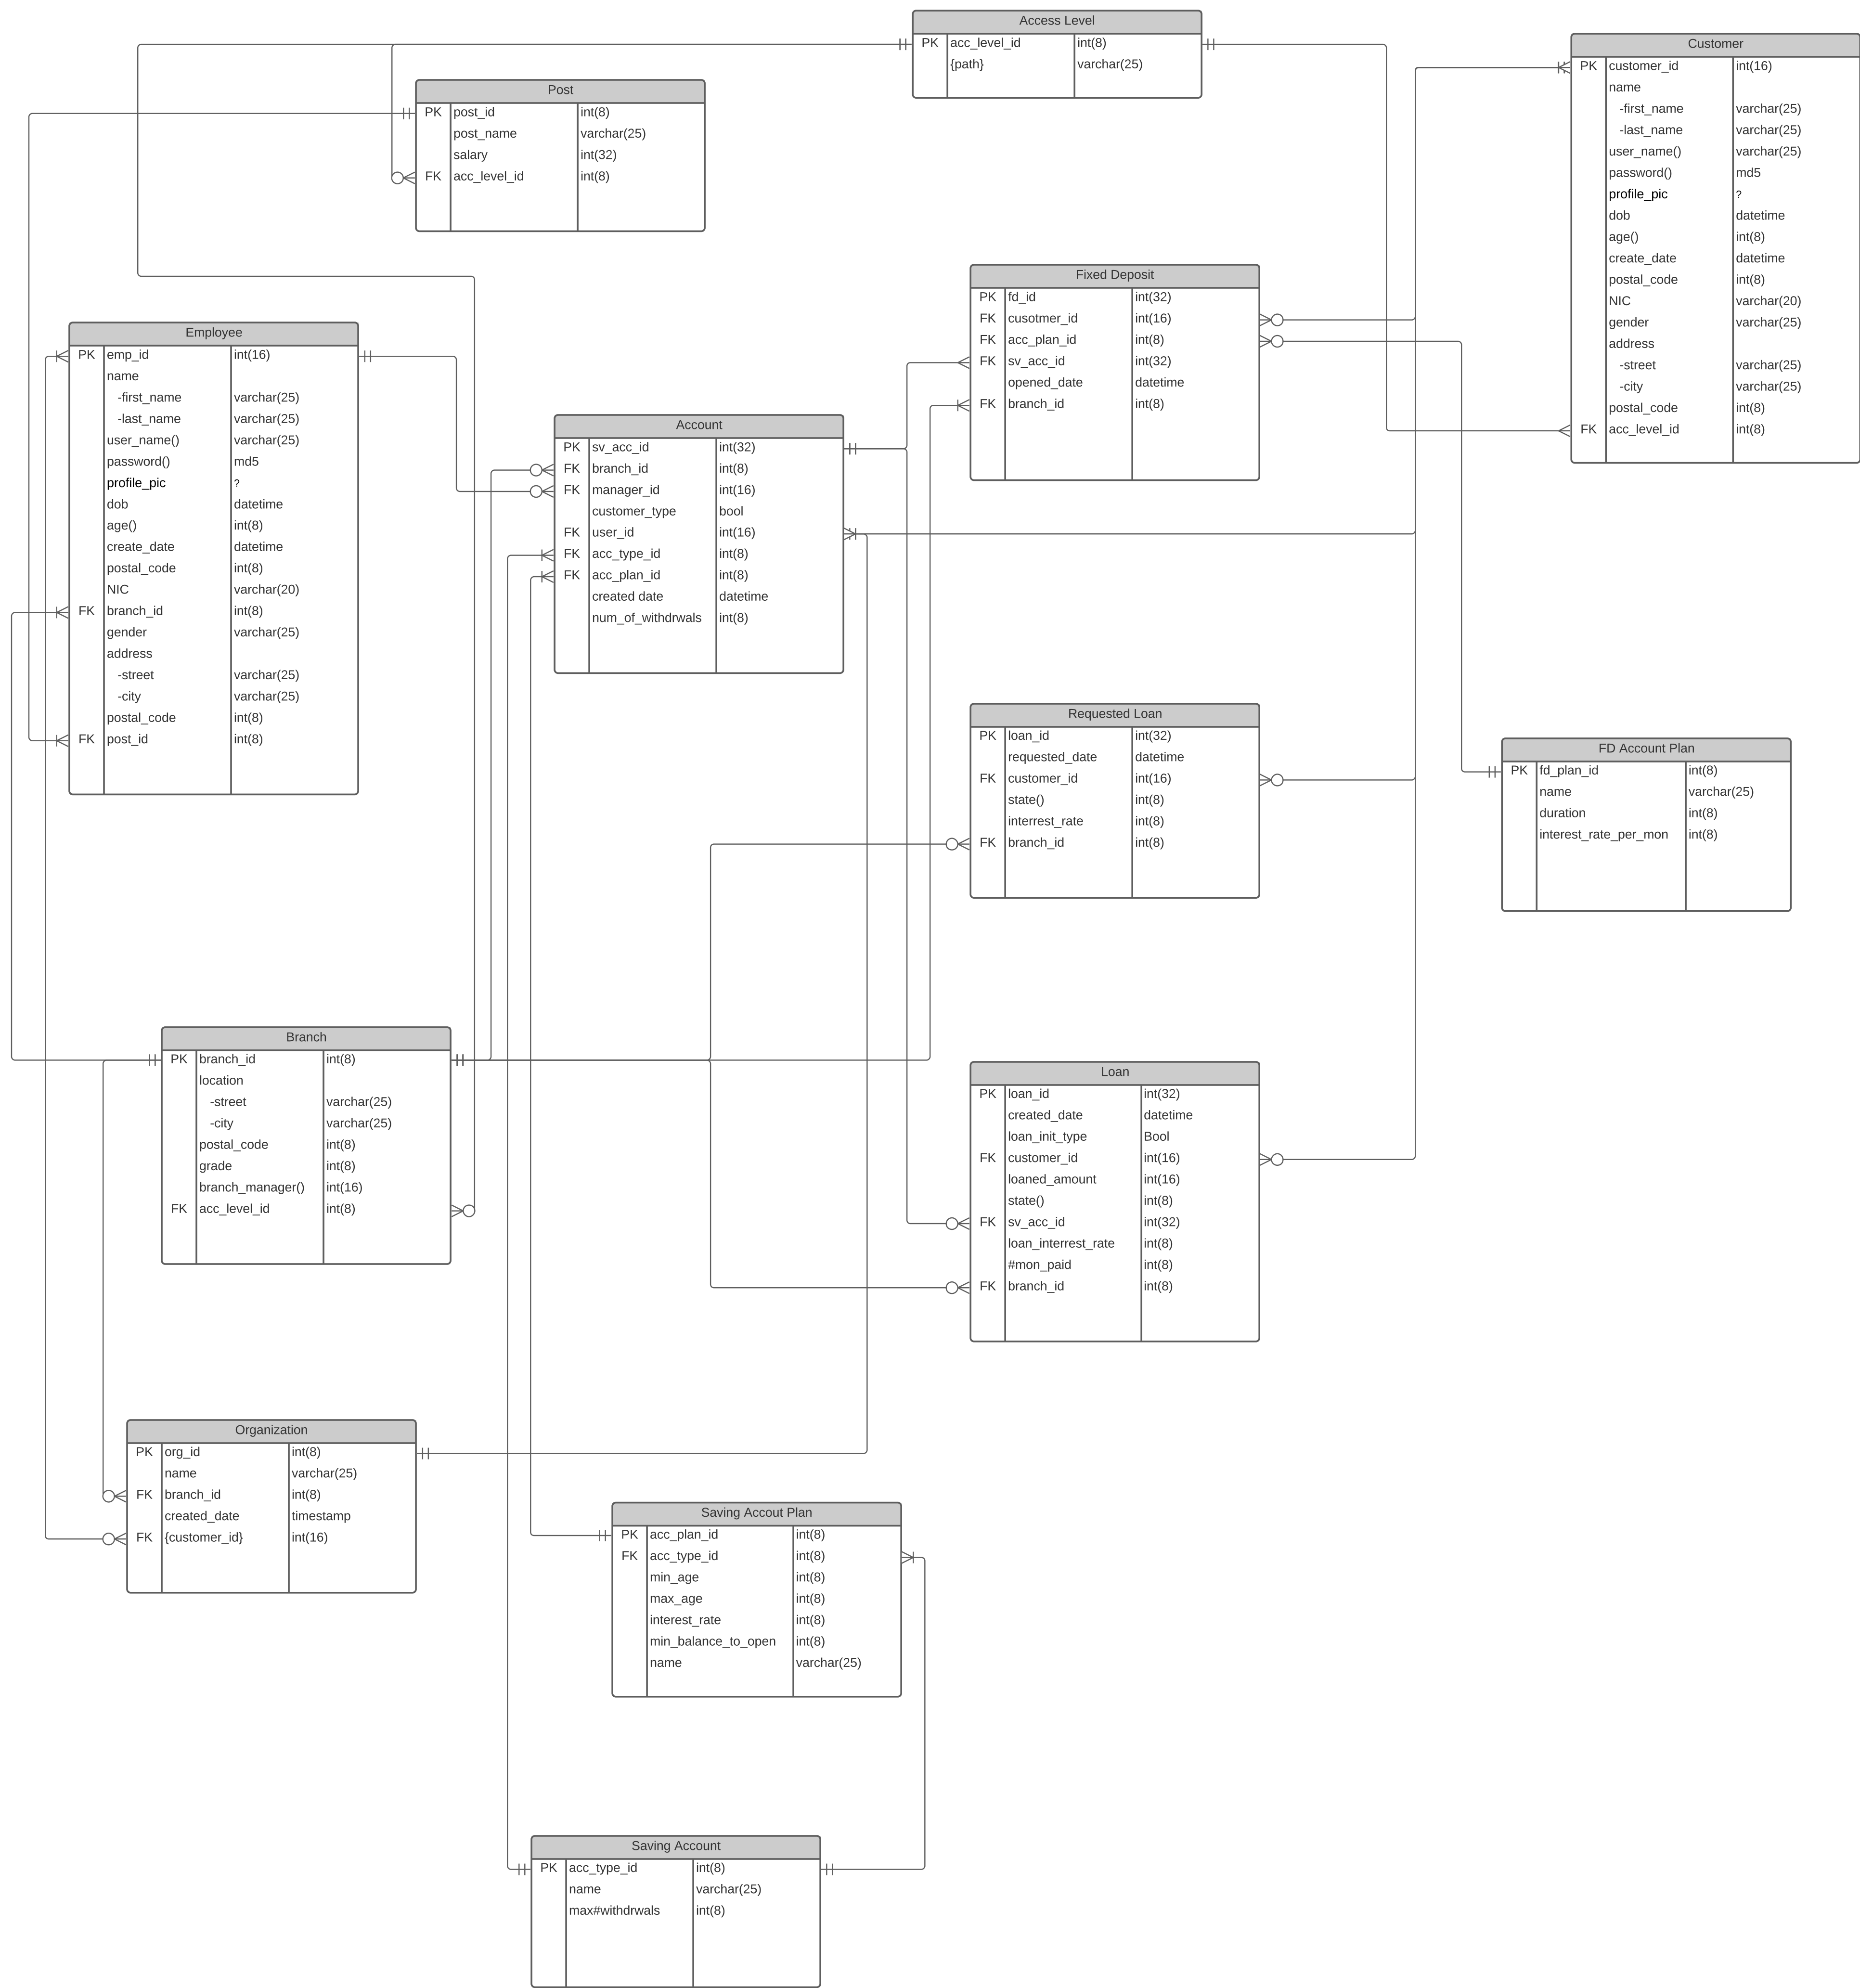 Access Level
PK acc_level_id int(8)
{path} varchar(25)
Customer
PK customer_id int(16)
name
-first_name varchar(25)
-last_name varchar(25)
user_name() varchar(25)
password() md5
profile_pic ?
dob datetime
age() int(8)
create_date datetime
postal_code int(8)
NIC varchar(20)
gender varchar(25)
address
-street varchar(25)
-city varchar(25)
postal_code int(8)
FK acc_level_id int(8)
Post
PK post_id int(8)
post_name varchar(25)
salary int(32)
FK acc_level_id int(8)
Fixed Deposit
PK fd_id int(32)
FK cusotmer_id int(16)
FK acc_plan_id int(8)
FK sv_acc_id int(32)
opened_date datetime
FK branch_id int(8)
Employee
PK emp_id int(16)
name
-first_name varchar(25)
-last_name varchar(25)
user_name() varchar(25)
password() md5
profile_pic ?
dob datetime
age() int(8)
create_date datetime
postal_code int(8)
NIC varchar(20)
FK branch_id int(8)
gender varchar(25)
address
-street varchar(25)
-city varchar(25)
postal_code int(8)
FK post_id int(8)
Account
PK sv_acc_id int(32)
FK branch_id int(8)
FK manager_id int(16)
customer_type bool
FK user_id int(16)
FK acc_type_id int(8)
FK acc_plan_id int(8)
created date datetime
num_of_withdrwals int(8)
Requested Loan
PK loan_id int(32)
requested_date datetime
FK customer_id int(16)
state() int(8)
interrest_rate int(8)
FK branch_id int(8)
FD Account Plan
PK fd_plan_id int(8)
name varchar(25)
duration int(8)
interest_rate_per_mon int(8)
Branch
PK branch_id int(8)
location
-street varchar(25)
-city varchar(25)
postal_code int(8)
grade int(8)
branch_manager() int(16)
FK acc_level_id int(8)
Loan
PK loan_id int(32)
created_date datetime
loan_init_type Bool
FK customer_id int(16)
loaned_amount int(16)
state() int(8)
FK sv_acc_id int(32)
loan_interrest_rate int(8)
#mon_paid int(8)
FK branch_id int(8)
Organization
PK org_id int(8)
name varchar(25)
FK branch_id int(8)
created_date timestamp
FK {customer_id} int(16)
Saving Accout Plan
PK acc_plan_id int(8)
FK acc_type_id int(8)
min_age int(8)
max_age int(8)
interest_rate int(8)
min_balance_to_open int(8)
name varchar(25)
Saving Account
PK acc_type_id int(8)
name varchar(25)
max#withdrwals int(8)